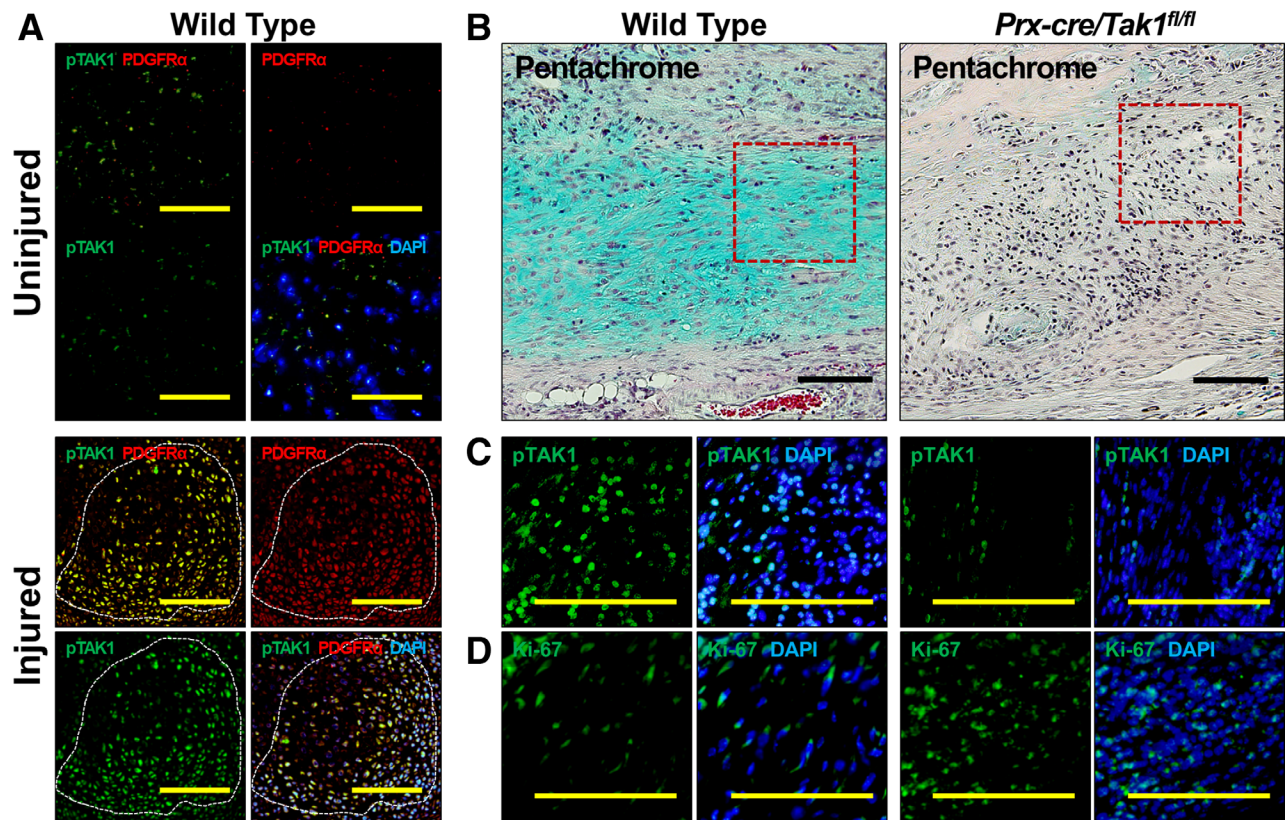 A
Wild Type
B
Wild Type
Prx-cre/Tak1fl/fl
Uninjured
pTAK1 PDGFRα
PDGFRα
pTAK1
pTAK1 PDGFRα DAPI
Pentachrome
Pentachrome
Injured
pTAK1 PDGFRα
PDGFRα
pTAK1
pTAK1 PDGFRα DAPI
C
pTAK1
pTAK1 DAPI
pTAK1
pTAK1 DAPI
D
Ki-67
Ki-67 DAPI
Ki-67
Ki-67 DAPI